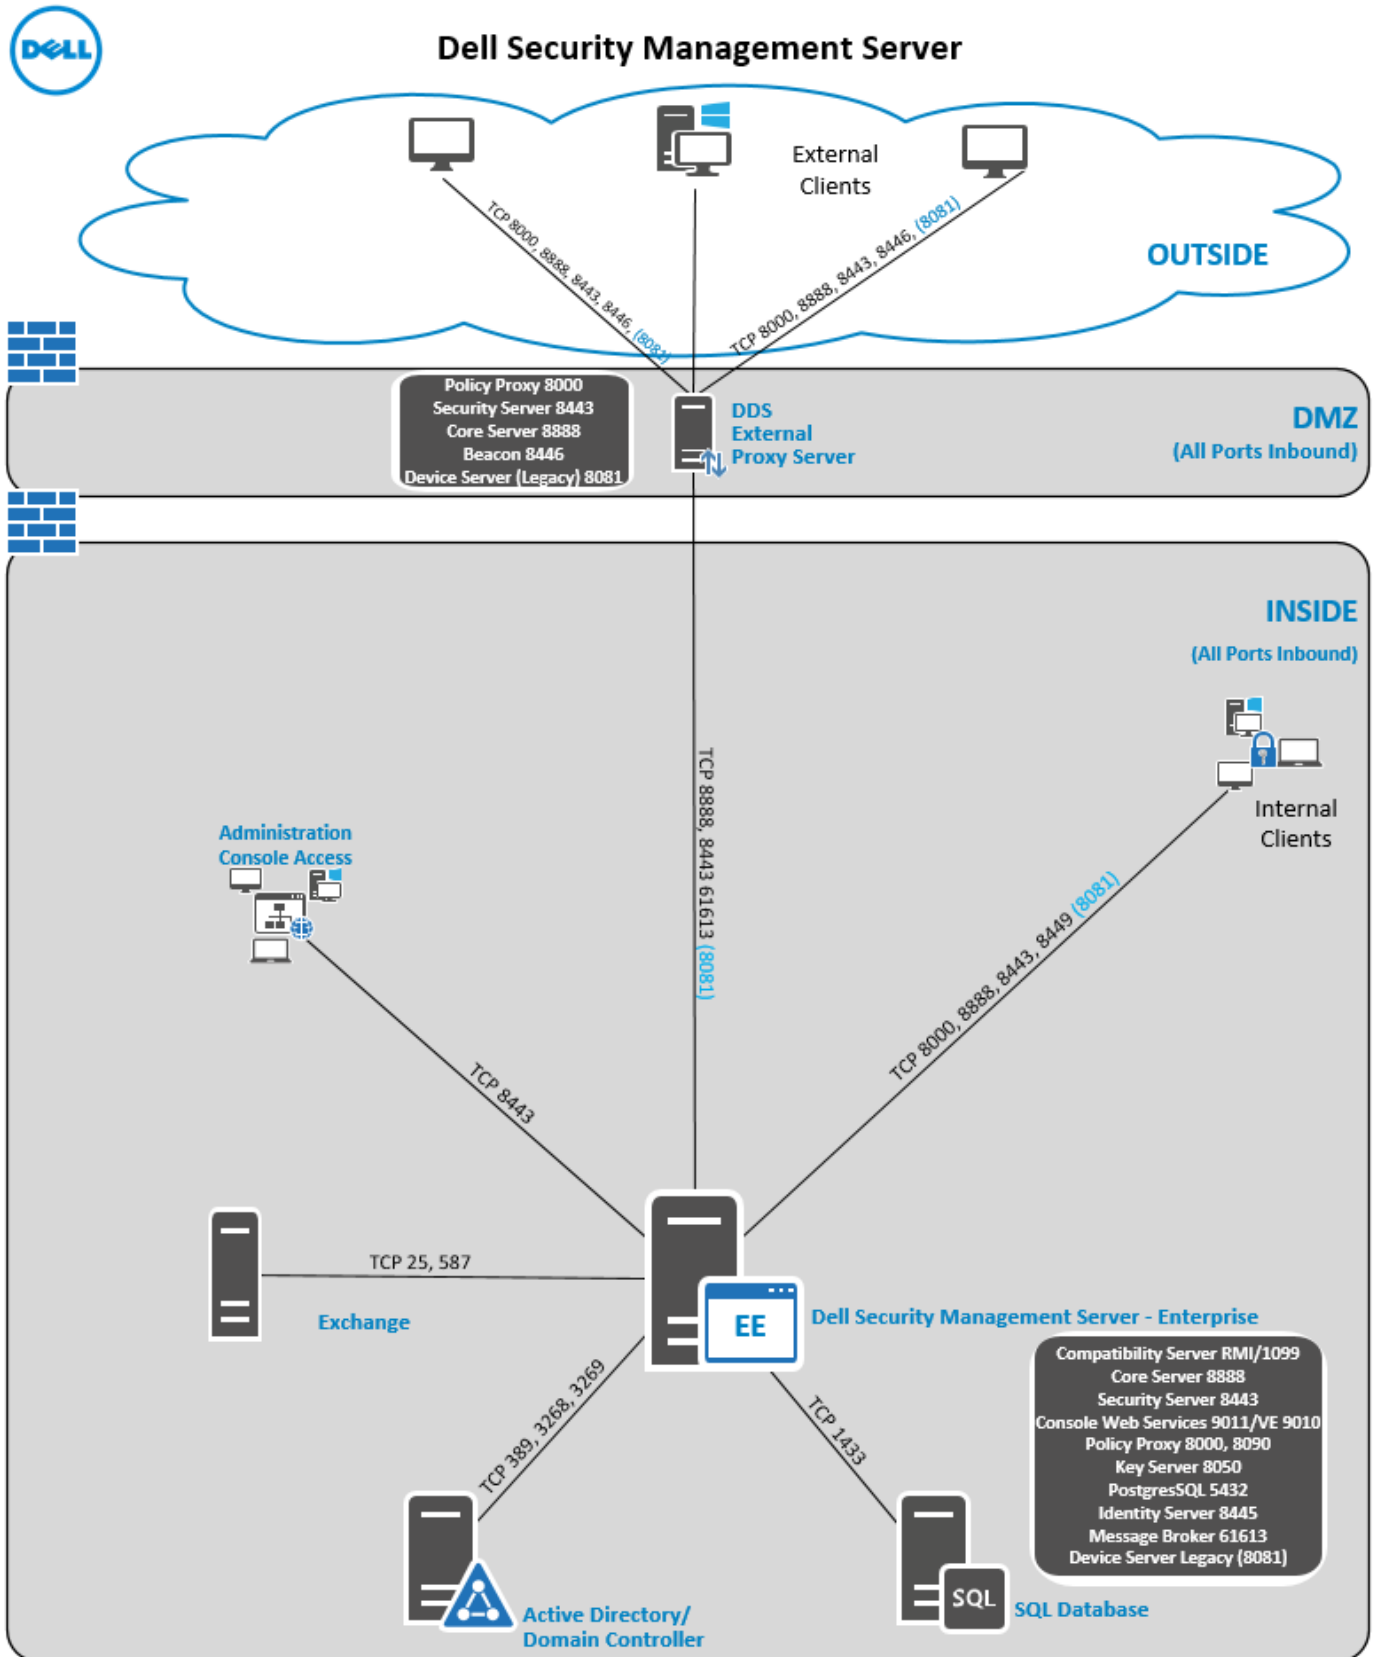 DELL
Dell Security Management Server
External
Clients
OUTSIDE
TCP 8000, 8888, 8443, 8446, (8081)
TCP 8000, 8888, 8443, 8446, (8081)
Policy Proxy 8000
Security Server 8443
Core Server 8888
Beacon 8446
Device Server (Legacy) 8081
DDS
External
Proxy Server
DMZ
(All Ports Inbound)
INSIDE
(All Ports Inbound)
TCP 8888, 8443 61613 (8081)
Internal
Clients
Administration
Console Access
TCP 8000, 8888, 8443, 8449 (8081)
TCP 8443
TCP 25, 587
Exchange
EE
Dell Security Management Server - Enterprise
Compatibility Server RMI/1099
Core Server 8888
Security Server 8443
Console Web Services 9011/VE 9010
Policy Proxy 8000, 8090
Key Server 8050
PostgresSQL 5432
Identity Server 8445
Message Broker 61613
Device Server Legacy (8081)
TCP 389, 3268, 3269
TCP 1433
Active Directory/
Domain Controller
SQL
SQL Database